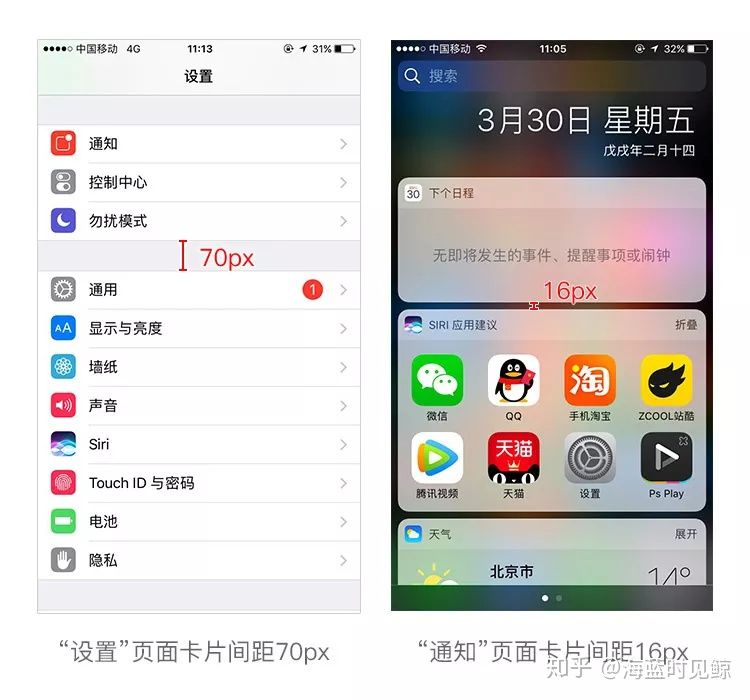 中国移动 4G 11:13 31%
设置
通知
控制中心
勿扰模式
70px
通用 1
AA 显示与亮度
墙纸
声音
Siri
Touch ID 与密码
电池
隐私
“设置”页面卡片间距70px
中国移动 11:05 32%
搜索
3月30日 星期五
戊戌年二月十四
30 下个日程
无即将发生的事件、提醒事项或闹钟
16px
SIRI 应用建议 折叠
淘
微信 QQ 手机淘宝 ZCOOL站酷
天猫
腾讯视频 天猫 设置 Ps Play
天气 展开
北京市 14°
“通知”页面卡片间距16px
知乎 @海蓝时见鲸